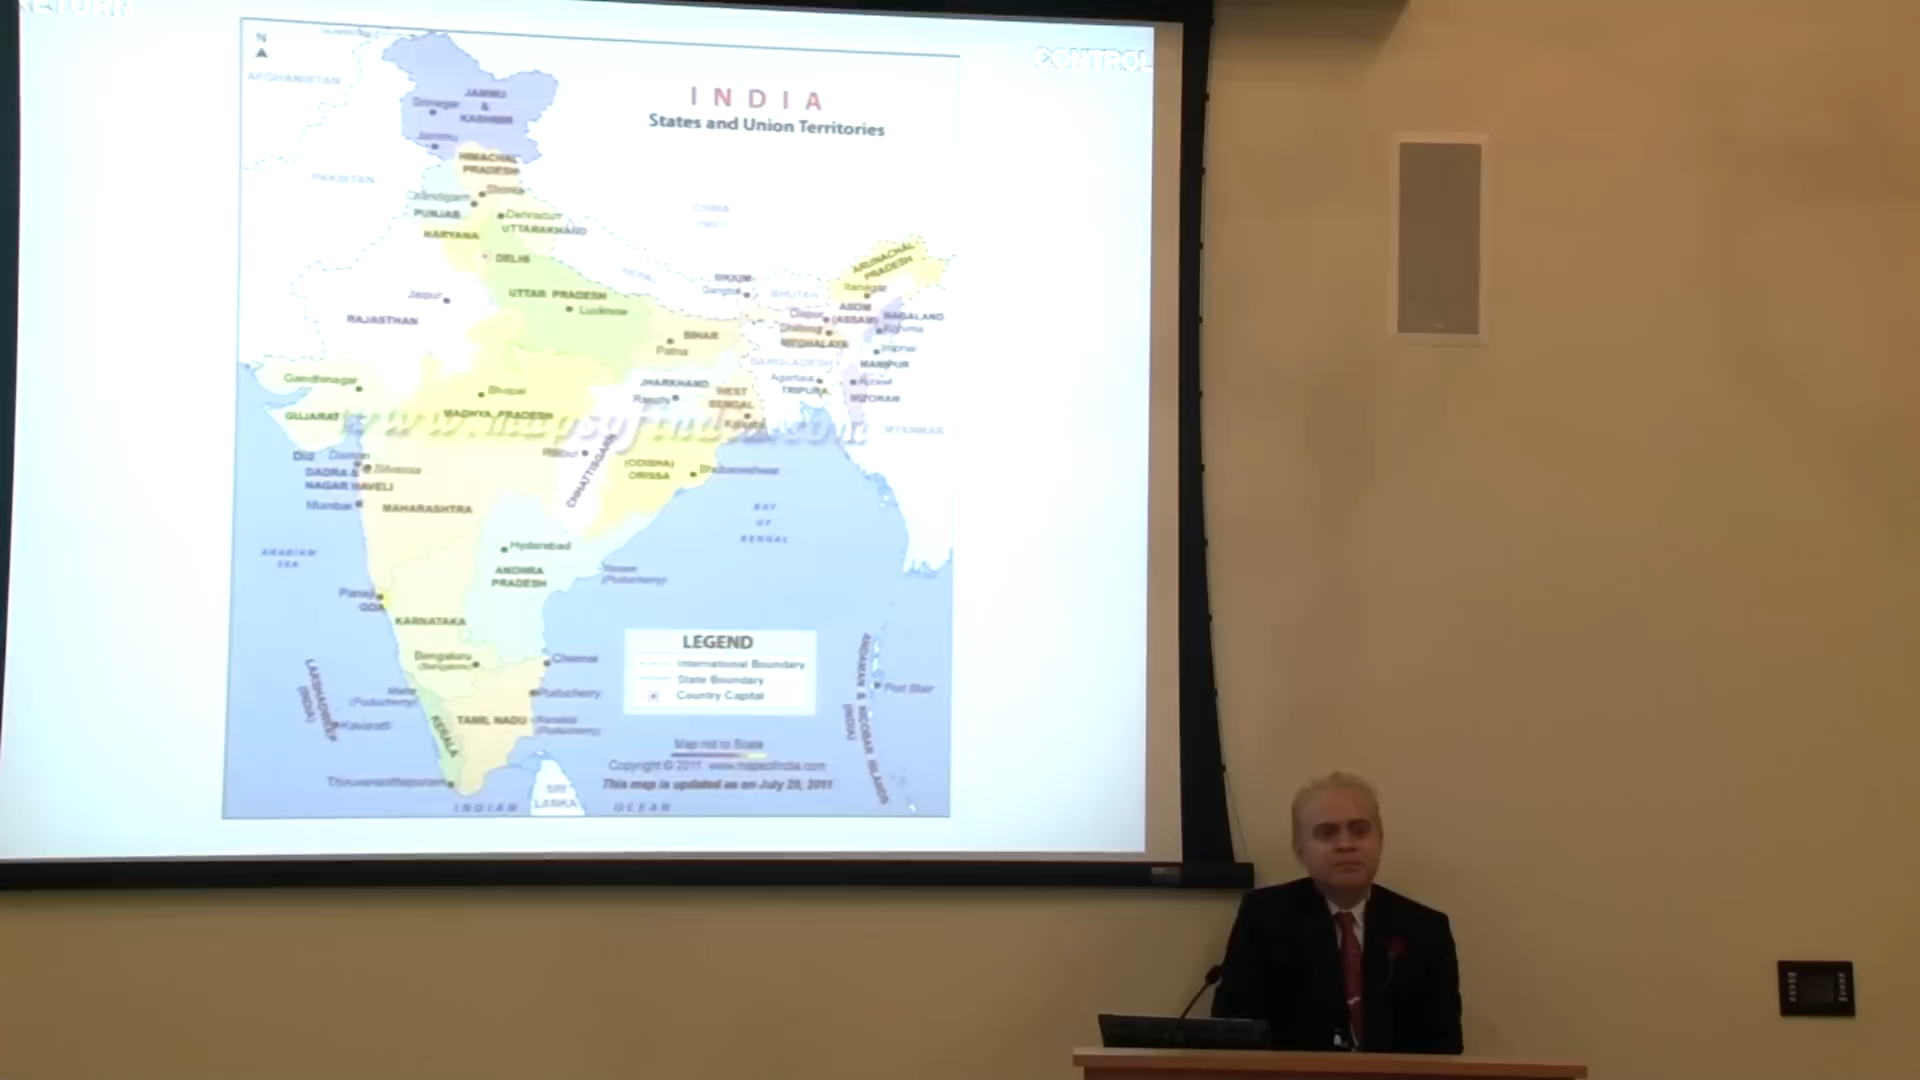 RETURN
CONTROL
N
INDIA
States and Union Territories
AFGHANISTAN
JAMMU
&
KASHMIR
Srinagar
Jammu
HIMACHAL
PRADESH
PAKISTAN
Shimla
Chandigarh
PUNJAB
Dehradun
UTTARAKHAND
HARYANA
CHINA
DELHI
NEPAL
SIKKIM
Gangtok
BHUTAN
ARUNACHAL
PRADESH
Itanagar
Jaipur
RAJASTHAN
UTTAR PRADESH
Lucknow
BIHAR
Patna
Dispur
ASOM
(ASSAM)
NAGALAND
Kohima
Shillong
MEGHALAYA
Imphal
MANIPUR
BANGLADESH
Agartala
TRIPURA
Aizawl
MIZORAM
MYANMAR
Gandhinagar
GUJARAT
Bhopal
MADHYA PRADESH
JHARKHAND
Ranchi
WEST
BENGAL
Kolkata
www.mapsofindia.com
Diu
Daman
Silvassa
DADRA &
NAGAR HAVELI
Mumbai
MAHARASHTRA
Raipur
CHHATTISGARH
(ODISHA)
ORISSA
Bhubaneshwar
BAY
OF
BENGAL
ARABIAN
SEA
Hyderabad
ANDHRA
PRADESH
Yanam
(Puducherry)
Panaji
GOA
KARNATAKA
Bengaluru
(Bangalore)
Chennai
LAKSHADWEEP
(INDIA)
Kavaratti
Mahe
(Puducherry)
Puducherry
KERALA
TAMIL NADU
Karaikal
(Puducherry)
Thiruvananthapuram
SRI
LANKA
INDIAN OCEAN
LEGEND
International Boundary
State Boundary
Country Capital
ANDAMAN & NICOBAR ISLANDS
(INDIA)
Port Blair
Map not to Scale
Copyright © 2011 www.mapsofindia.com
This map is updated as on July 29, 2011